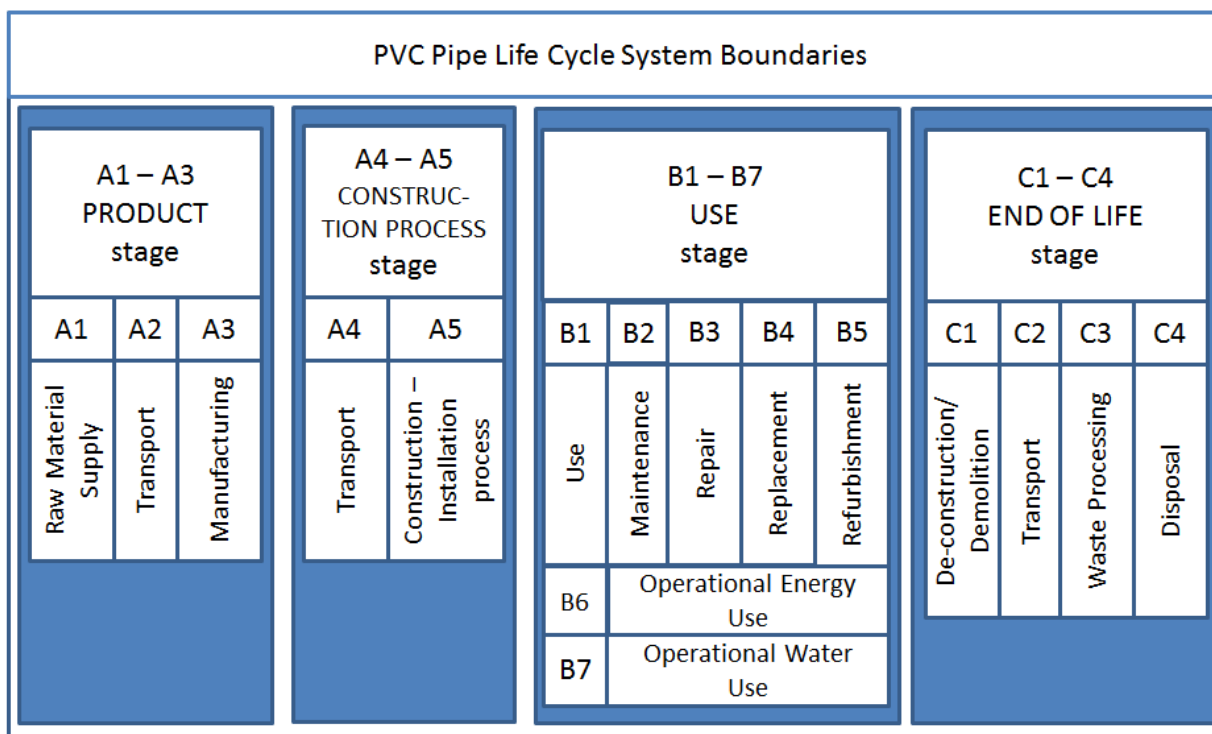 PVC Pipe Life Cycle System Boundaries
A1 – A3
PRODUCT
stage
A1
A2
A3
Raw Material
Supply
Transport
Manufacturing
A4 – A5
CONSTRUC-
TION PROCESS
stage
A4
A5
Transport
Construction –
Installation
process
B1 – B7
USE
stage
B1
B2
B3
B4
B5
Use
Maintenance
Repair
Replacement
Refurbishment
B6
Operational Energy
Use
B7
Operational Water
Use
C1 – C4
END OF LIFE
stage
C1
C2
C3
C4
De-construction/
Demolition
Transport
Waste Processing
Disposal